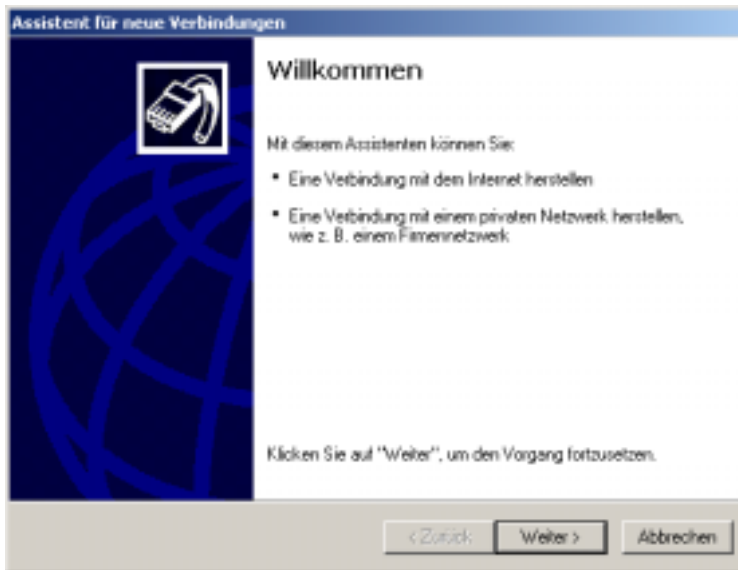 Assistent für neue Verbindungen
Willkommen
Mit diesem Assistenten können Sie:
• Eine Verbindung mit dem Internet herstellen
• Eine Verbindung mit einem privaten Netzwerk herstellen,
wie z. B. einem Firmennetzwerk
Klicken Sie auf "Weiter", um den Vorgang fortzusetzen.
< Zurück
Weiter >
Abbrechen